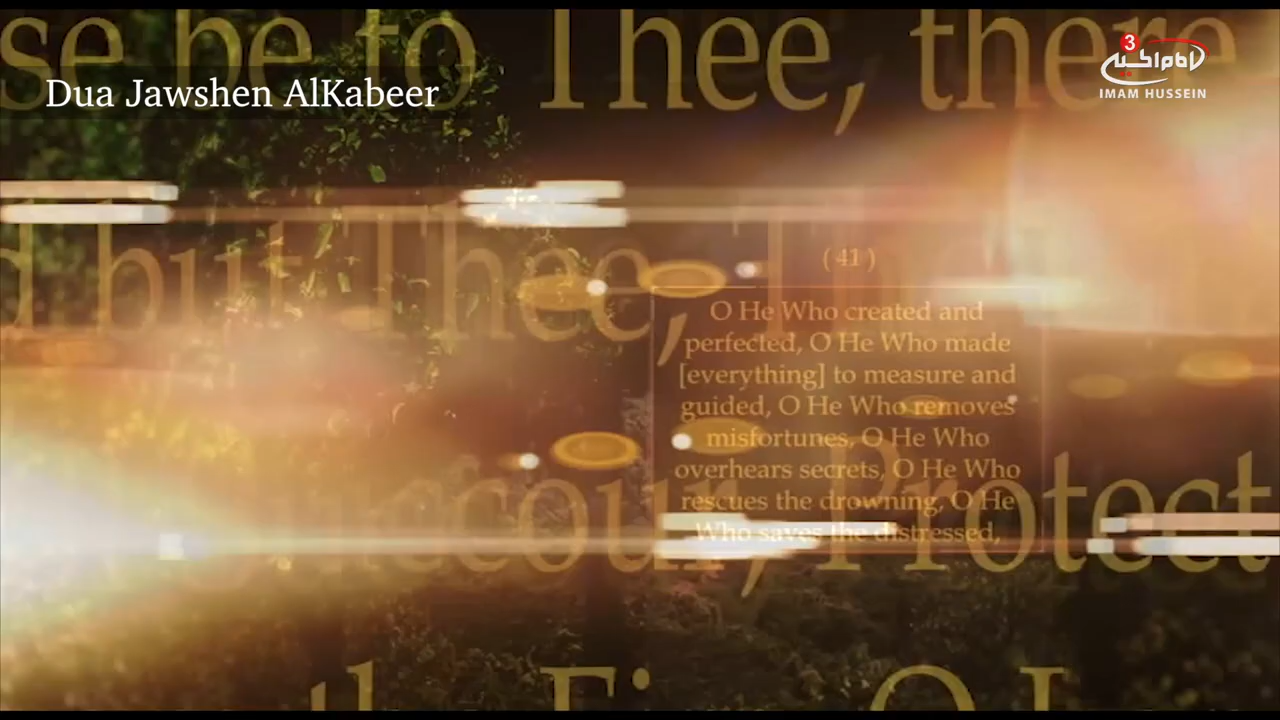 se be to Thee, there
Dua Jawshen AlKabeer
3
IMAM HUSSEIN
but Thee,
( 41 )
O He Who created and
perfected, O He Who made
[everything] to measure and
guided, O He Who removes
misfortunes, O He Who
overhears secrets, O He Who
rescues the drowning, O He
Who saves the distressed,
Protect